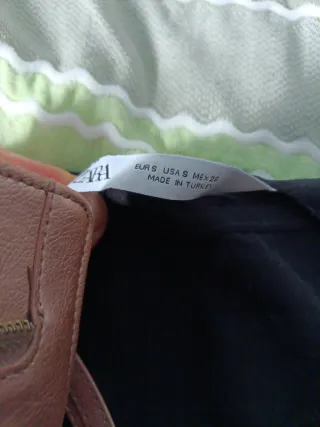 ZARA
EUR S USA S MEX 26
MADE IN TURKEY